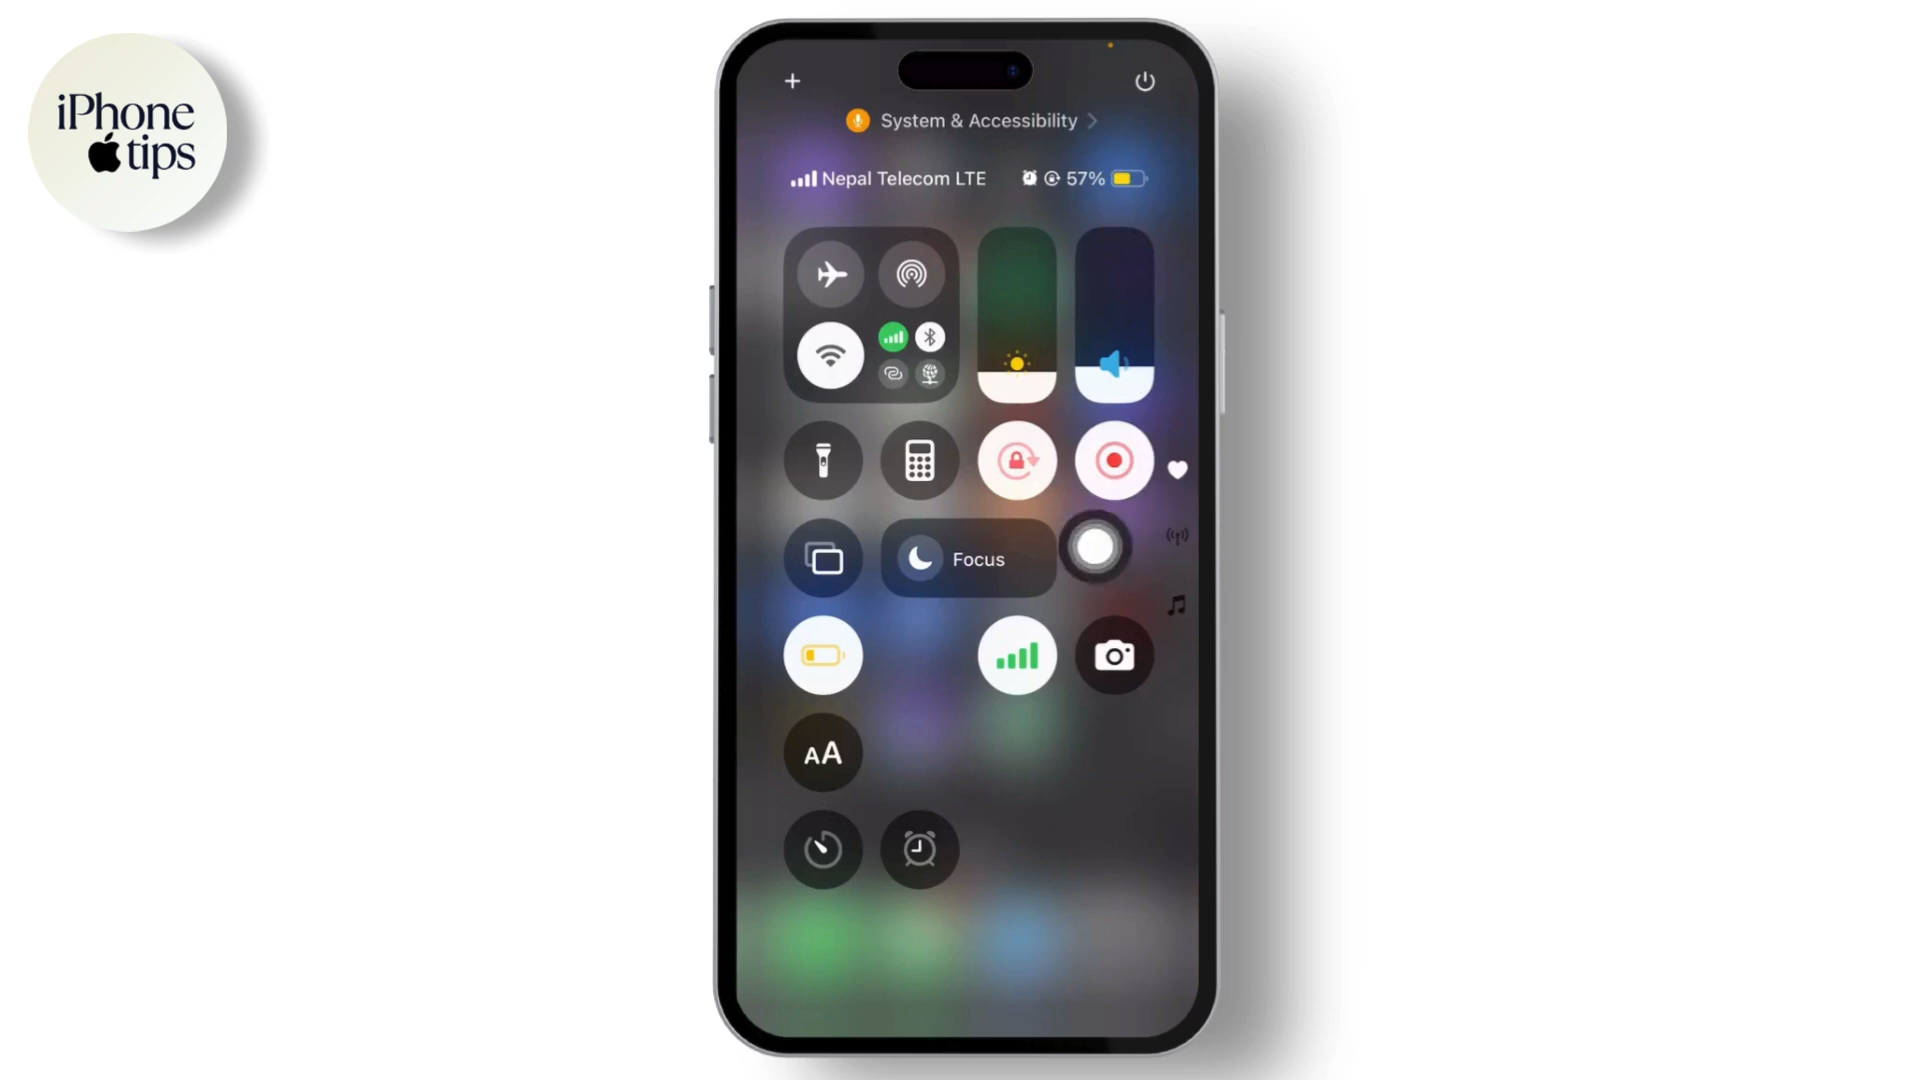 iPhone
tips
System & Accessibility
Nepal Telecom LTE 57%
Focus
AA